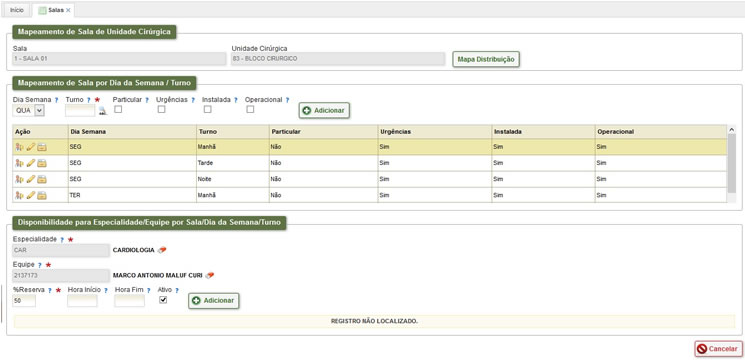 Início Salas
Mapeamento de Sala de Unidade Cirúrgica
Sala Unidade Cirúrgica
1 - SALA 01 83 - BLOCO CIRURGICO Mapa Distribuição
Mapeamento de Sala por Dia da Semana / Turno
Dia Semana ? Turno ? * Particular ? Urgências ? Instalada ? Operacional ?
QUA Adicionar
Ação Dia Semana Turno Particular Urgências Instalada Operacional
SEG Manhã Não Sim Sim Sim
SEG Tarde Não Sim Sim Sim
SEG Noite Não Sim Sim Sim
TER Manhã Não Sim Sim Sim
Disponibilidade para Especialidade/Equipe por Sala/Dia da Semana/Turno
Especialidade ? *
CAR CARDIOLOGIA
Equipe ? *
2137173 MARCO ANTONIO MALUF CURI
%Reserva ? * Hora Início ? Hora Fim ? Ativo ?
50 Adicionar
REGISTRO NÃO LOCALIZADO.
Cancelar